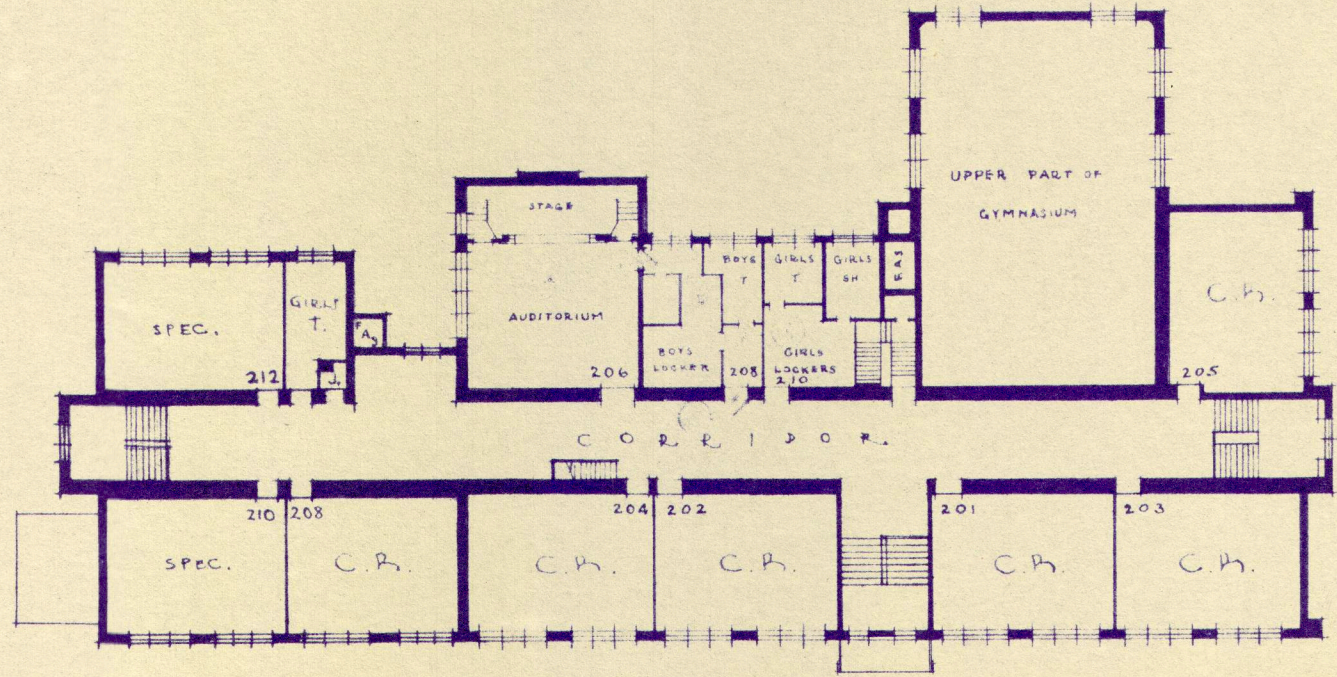 UPPER PART OF
GYMNASIUM
STAGE
BOYS
T.
GIRLS
T.
GIRLS
SH
F.A.S
C.R.
GIRLS
T.
SPEC.
F.
A.
AUDITORIUM
BOYS
LOCKER
GIRLS
LOCKERS
J.
212
206
208
210
205
CORRIDOR
210
208
204
202
201
203
SPEC.
C.R.
C.R.
C.R.
C.R.
C.R.